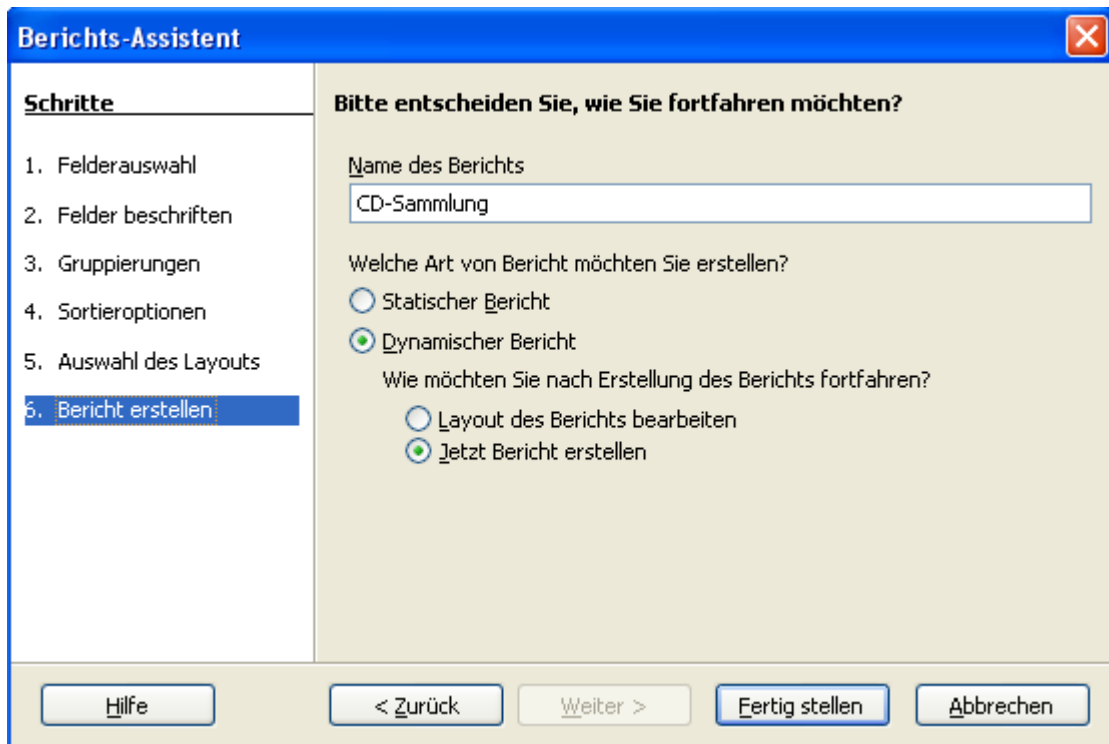 Berichts-Assistent
Schritte
1. Felderauswahl
2. Felder beschriften
3. Gruppierungen
4. Sortieroptionen
5. Auswahl des Layouts
6. Bericht erstellen
Bitte entscheiden Sie, wie Sie fortfahren möchten?
Name des Berichts
CD-Sammlung
Welche Art von Bericht möchten Sie erstellen?
Statischer Bericht
Dynamischer Bericht
Wie möchten Sie nach Erstellung des Berichts fortfahren?
Layout des Berichts bearbeiten
Jetzt Bericht erstellen
Hilfe
< Zurück
Weiter >
Fertig stellen
Abbrechen